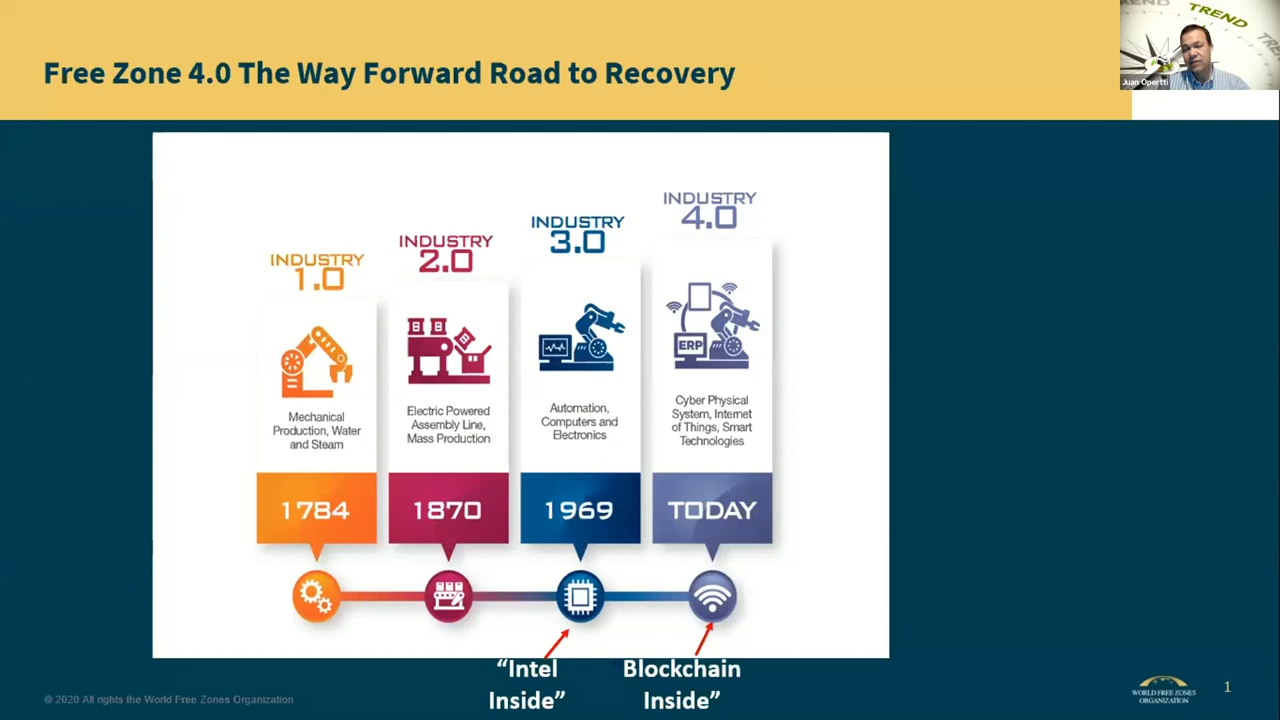 Free Zone 4.0 The Way Forward Road to Recovery
TREND
Juan Opertti
INDUSTRY
1.0
INDUSTRY
2.0
INDUSTRY
3.0
INDUSTRY
4.0
ERP
Mechanical
Production, Water
and Steam
Electric Powered
Assembly Line,
Mass Production
Automation,
Computers and
Electronics
Cyber Physical
System, Internet
of Things, Smart
Technologies
1784
1870
1969
TODAY
“Intel
Inside”
Blockchain
Inside”
© 2020 All rights the World Free Zones Organization
WORLD FREE ZONES
ORGANIZATION
1